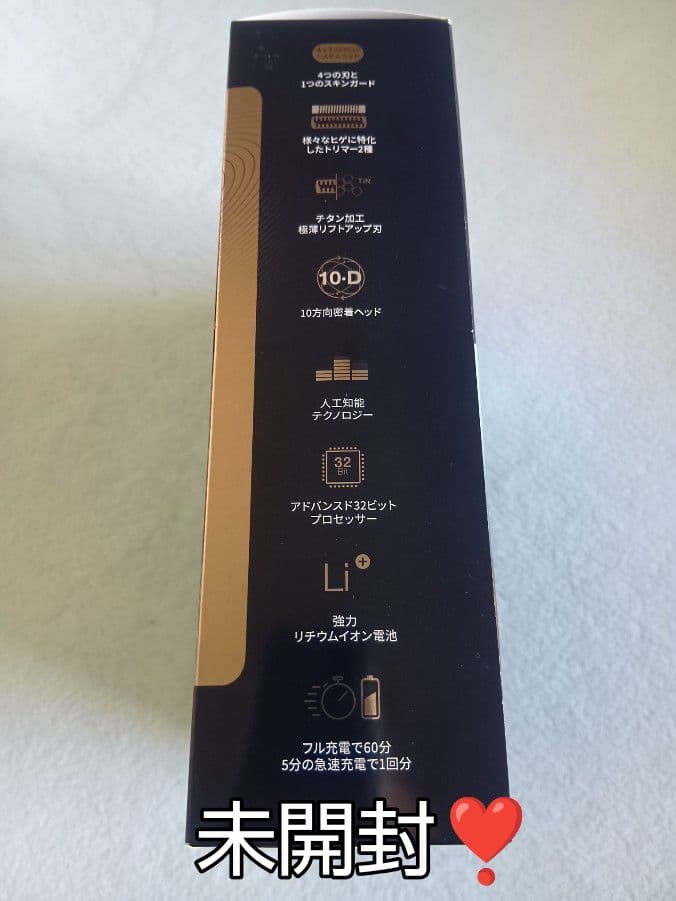 4つの刃と
1つのスキンガード
様々なヒゲに特化
したトリマー2種
TiN
チタン加工
極薄リフトアップ刃
10·D
10方向密着ヘッド
人工知能
テクノロジー
32
Bit
アドバンスド32ビット
プロセッサー
Li+
強力
リチウムイオン電池
フル充電で60分
5分の急速充電で1回分
未開封❣